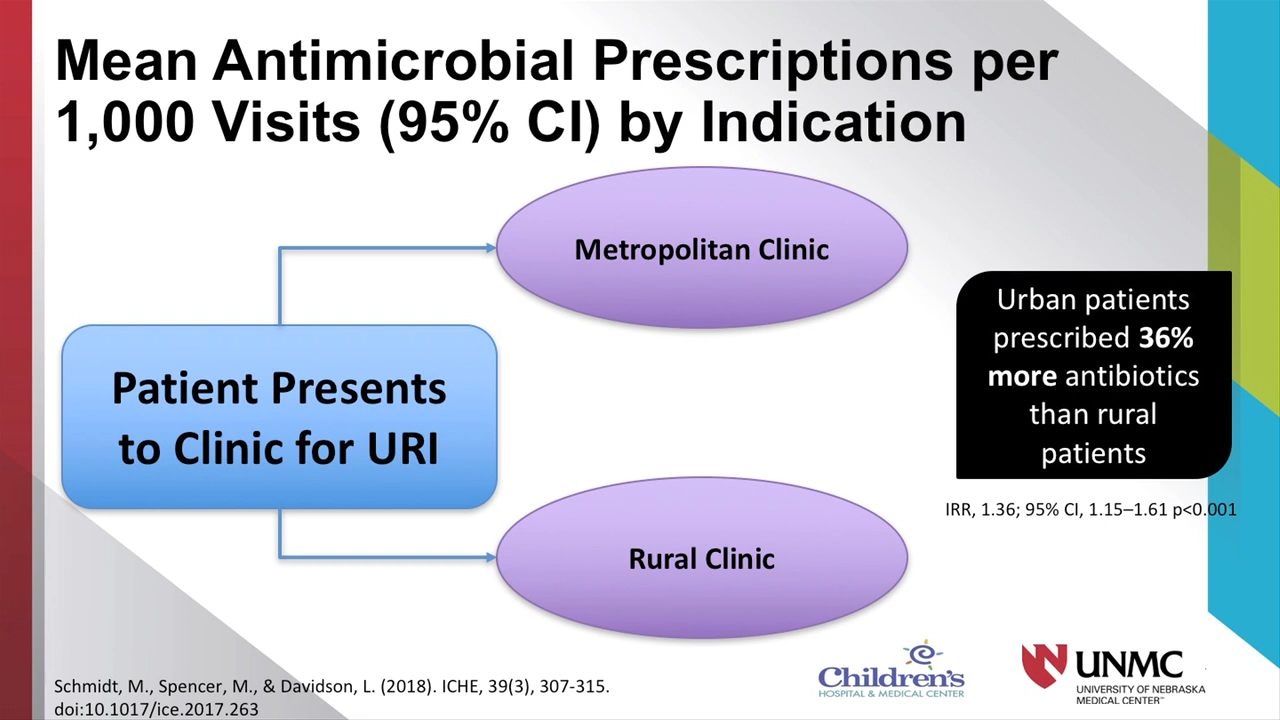 Mean Antimicrobial Prescriptions per
1,000 Visits (95% CI) by Indication
Metropolitan Clinic
Patient Presents
to Clinic for URI
Rural Clinic
Urban patients
prescribed 36%
more antibiotics
than rural
patients
IRR, 1.36; 95% CI, 1.15–1.61 p<0.001
Schmidt, M., Spencer, M., & Davidson, L. (2018). ICHE, 39(3), 307-315.
doi:10.1017/ice.2017.263
Children's
HOSPITAL & MEDICAL CENTER
UNMC
UNIVERSITY OF NEBRASKA
MEDICAL CENTER™